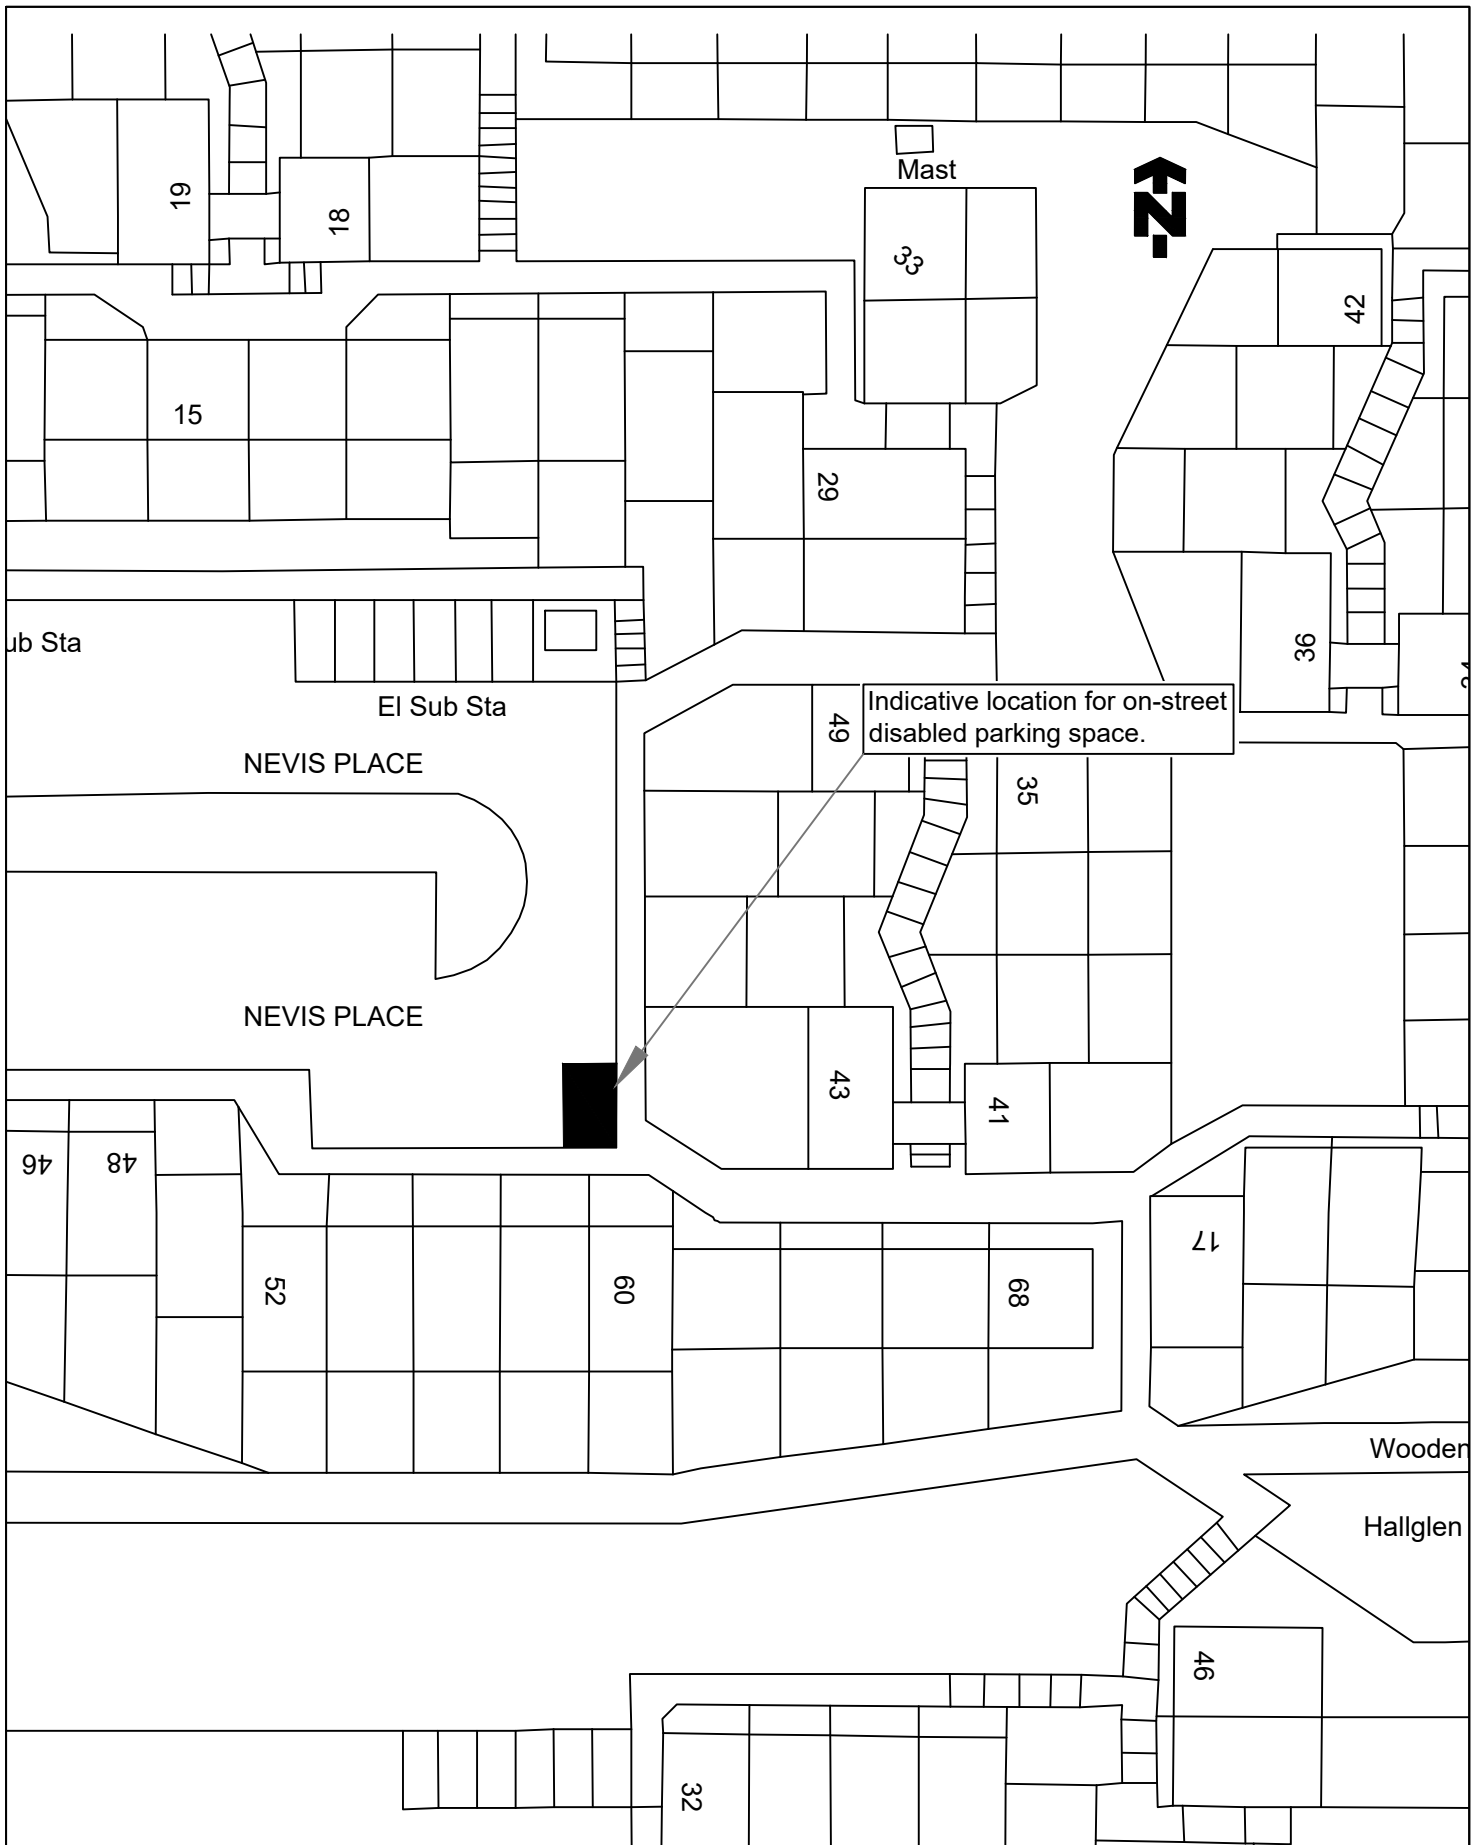 Mast
19
18
33
42
15
29
ub Sta
36
El Sub Sta
49
Indicative location for on-street
disabled parking space.
NEVIS PLACE
35
NEVIS PLACE
43
41
46
48
17
52
60
68
Wooden
Hallglen
46
32
N